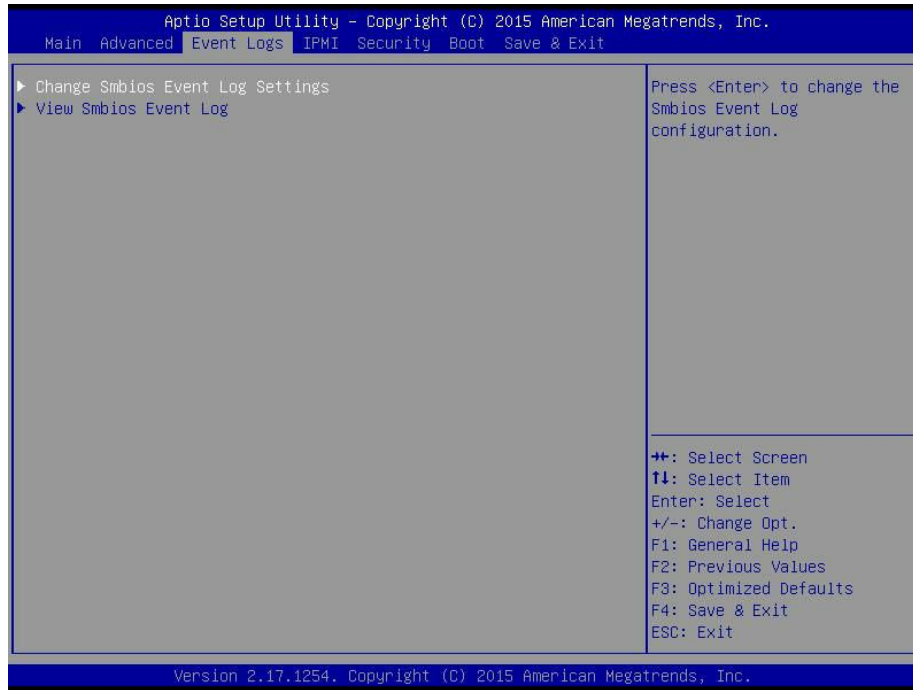 Aptio Setup Utility – Copyright (C) 2015 American Megatrends, Inc.
Main Advanced Event Logs IPMI Security Boot Save & Exit
▶ Change Smbios Event Log Settings
▶ View Smbios Event Log
Press <Enter> to change the
Smbios Event Log
configuration.
→←: Select Screen
↑↓: Select Item
Enter: Select
+/-: Change Opt.
F1: General Help
F2: Previous Values
F3: Optimized Defaults
F4: Save & Exit
ESC: Exit
Version 2.17.1254. Copyright (C) 2015 American Megatrends, Inc.